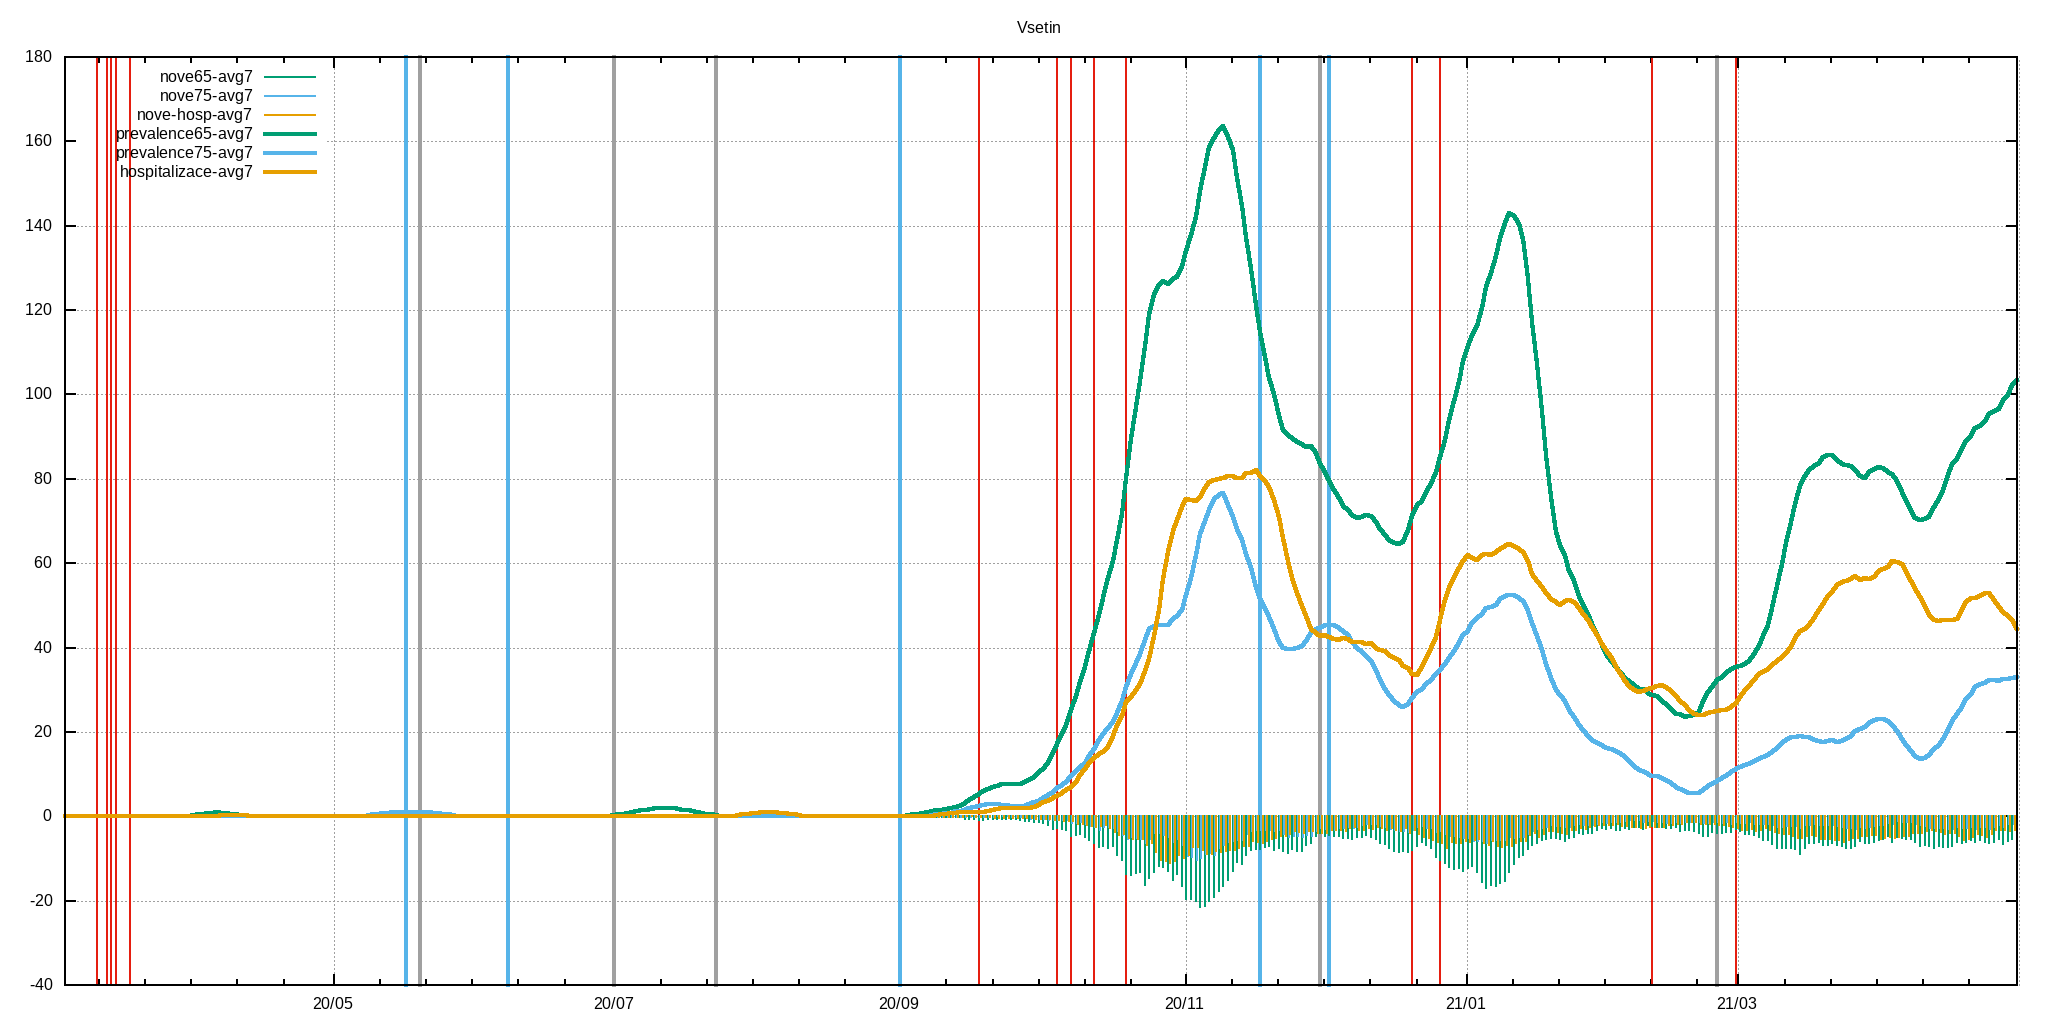 Vsetin
180
160
140
120
100
80
60
40
20
0
-20
-40
nove65-avg7
nove75-avg7
nove-hosp-avg7
prevalence65-avg7
prevalence75-avg7
hospitalizace-avg7
20/05 20/07 20/09 20/11 21/01 21/03